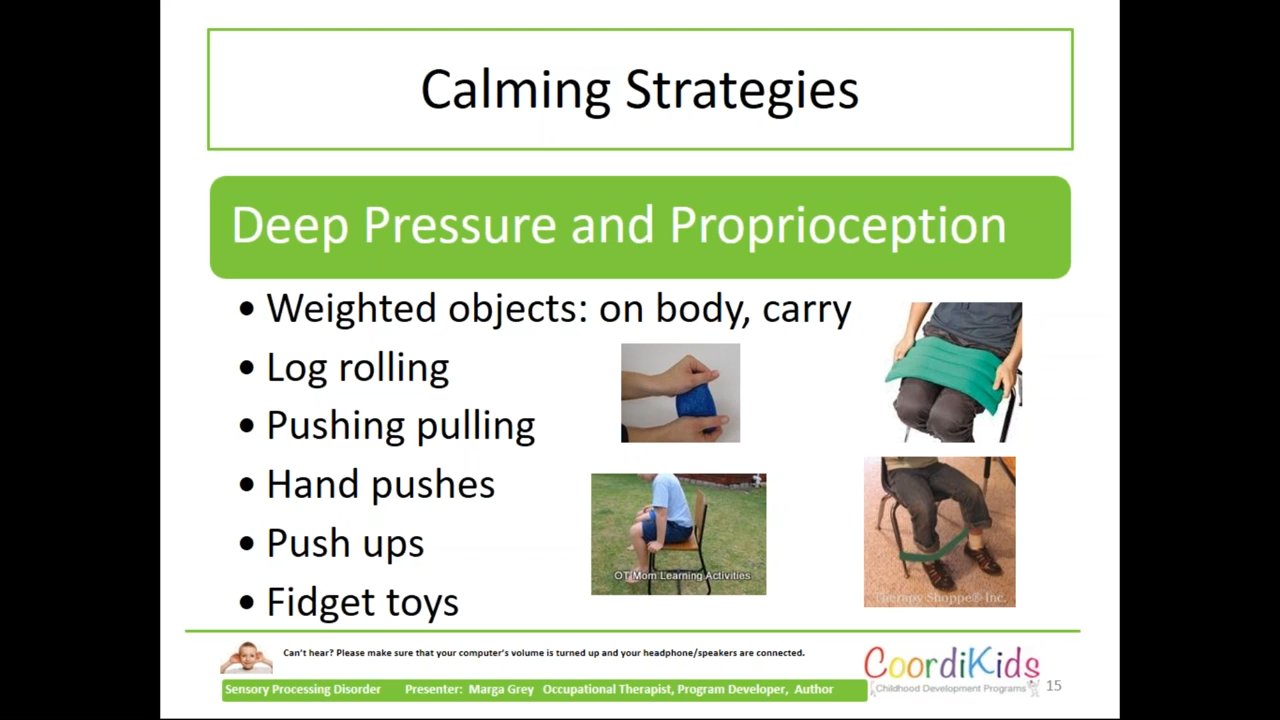 Calming Strategies
Deep Pressure and Proprioception
• Weighted objects: on body, carry
• Log rolling
• Pushing pulling
• Hand pushes
• Push ups
• Fidget toys
OT Mom Learning Activities
Therapy Shoppe® Inc.
Can't hear? Please make sure that your computer's volume is turned up and your headphone/speakers are connected.
Sensory Processing Disorder Presenter: Marga Grey Occupational Therapist, Program Developer, Author
CoordiKids
Childhood Development Programs
15